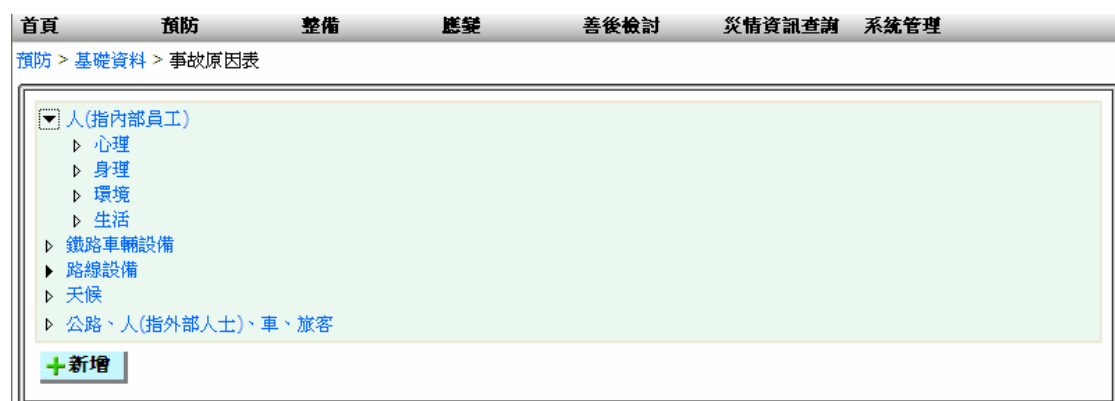 首頁 預防 整備 應變 善後檢討 災情資訊查詢 系統管理
預防 > 基礎資料 > 事故原因表
人(指內部員工)
心理
身理
環境
生活
鐵路車輛設備
路線設備
天候
公路、人(指外部人士)、車、旅客
新增